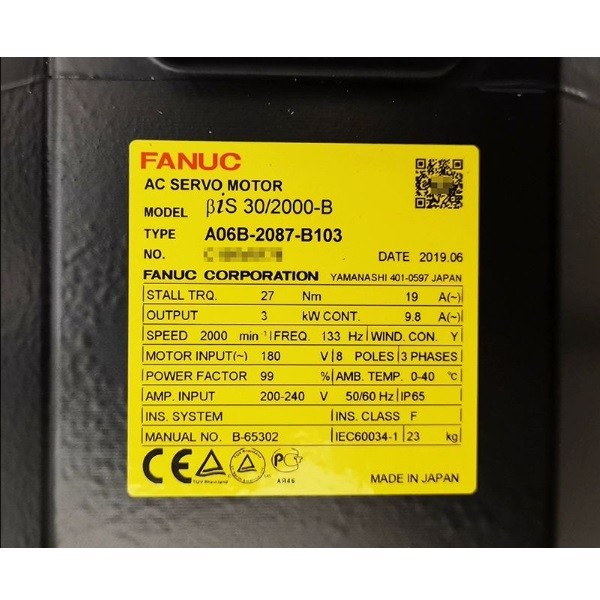 FANUC
AC SERVO MOTOR
MODEL βiS 30/2000-B
TYPE A06B-2087-B103
NO.
DATE 2019.06
FANUC CORPORATION YAMANASHI 401-0597 JAPAN
STALL TRQ. 27 Nm 19 A(~)
OUTPUT 3 kW CONT. 9.8 A(~)
SPEED 2000 min⁻¹ FREQ. 133 Hz WIND. CON. Y
MOTOR INPUT(~) 180 V 8 POLES 3 PHASES
POWER FACTOR 99 % AMB. TEMP. 0-40 °C
AMP. INPUT 200-240 V 50/60 Hz IP65
INS. SYSTEM INS. CLASS F
MANUAL NO. B-65302 IEC60034-1 23 kg
CE TÜV Rheinland PG
MADE IN JAPAN